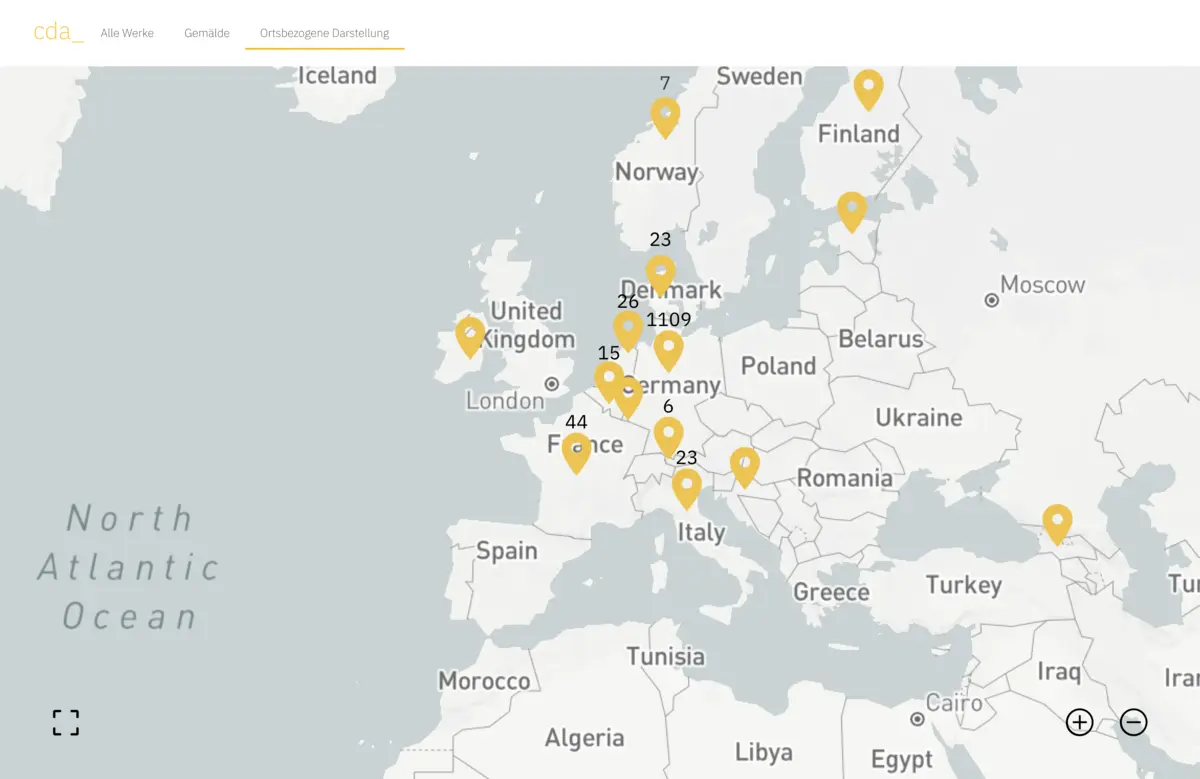 cda_
Alle Werke
Gemälde
Ortsbezogene Darstellung
Iceland
Sweden
7
Finland
Norway
23
Denmark
Moscow
26
United
Kingdom
1109
Belarus
15
Poland
Germany
London
6
Ukraine
44
France
23
Romania
North
Atlantic
Ocean
Italy
Spain
Greece
Turkey
Tur
Tunisia
Morocco
Iraq
Iran
Cairo
Algeria
Libya
Egypt